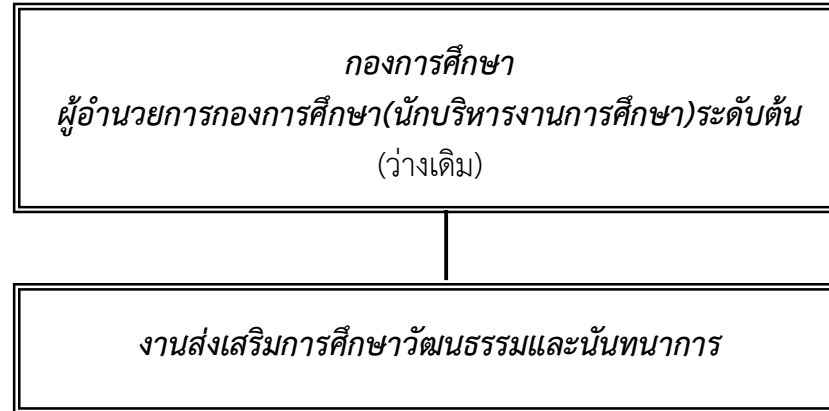 กองการศึกษา
ผู้อำนวยการกองการศึกษา(นักบริหารงานการศึกษา)ระดับต้น
(ว่างเดิม)
งานส่งเสริมการศึกษาวัฒนธรรมและนันทนาการ